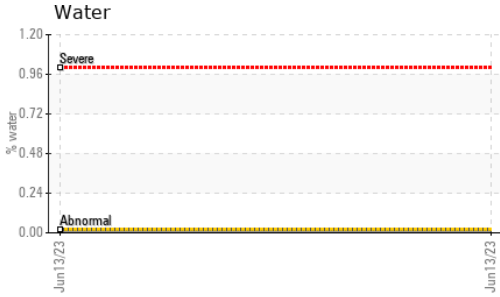 Water
1.20
Severe
0.96
0.72
% water
0.48
0.24
Abnormal
0.00
Jun13/23
Jun13/23